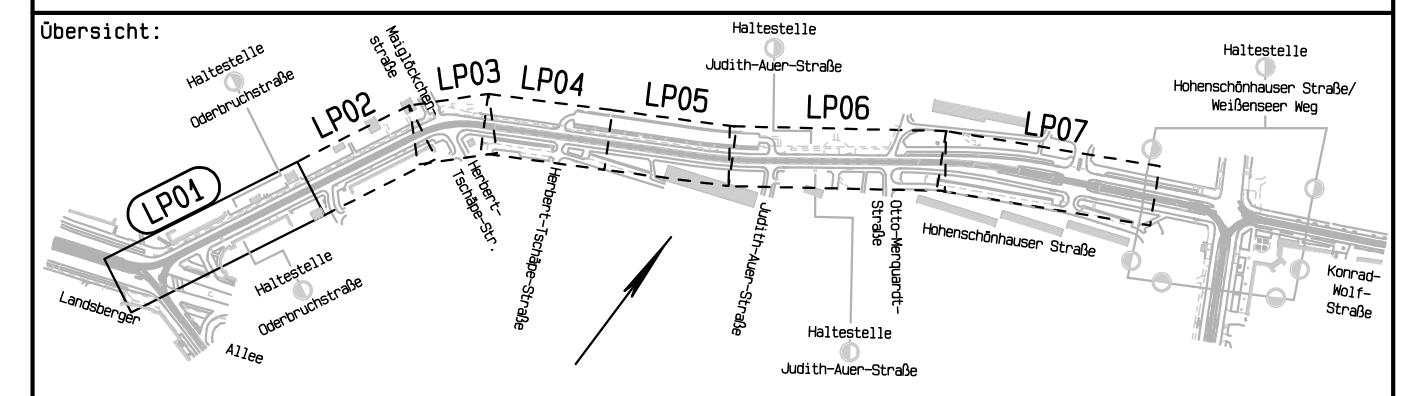 Übersicht:
Haltestelle
Oderbruchstraße
Maiglöckchen-
straße
LP01
LP02
LP03
LP04
LP05
LP06
LP07
Haltestelle
Judith-Auer-Straße
Haltestelle
Hohenschönhauser Straße/
Weißenseer Weg
Landsberger
Allee
Haltestelle
Oderbruchstraße
Herbert-
Tschäpe-Str.
Herbert-Tschäpe-Straße
Judith-Auer-Straße
Otto-Merquardt-
Straße
Hohenschönhauser Straße
Konrad-
Wolf-
Straße
Haltestelle
Judith-Auer-Straße